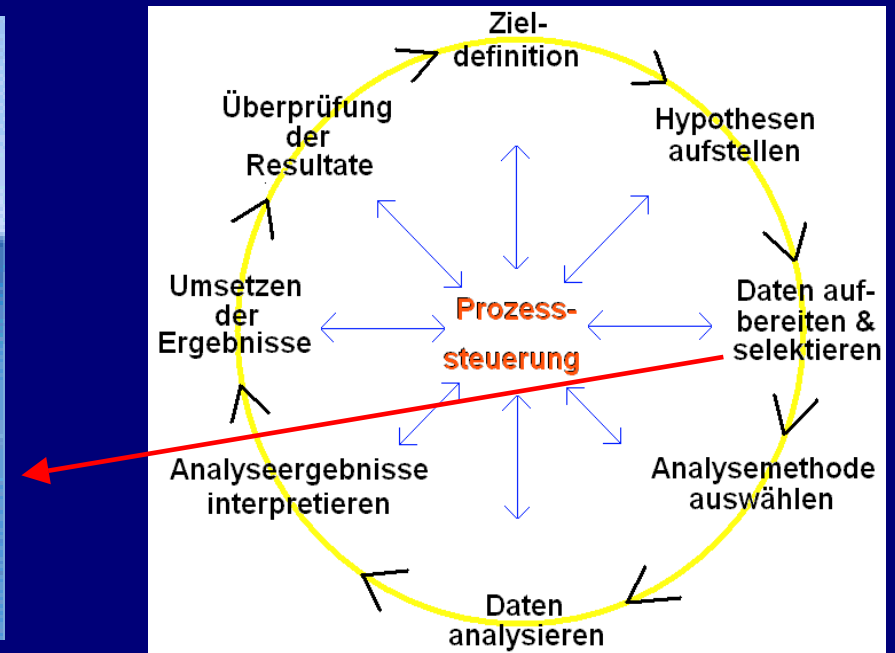 Ziel-
definition
Hypothesen
aufstellen
Daten auf-
bereiten &
selektieren
Analysemethode
auswählen
Daten
analysieren
Analyseergebnisse
interpretieren
Umsetzen
der
Ergebnisse
Überprüfung
der
Resultate
Prozess-
steuerung